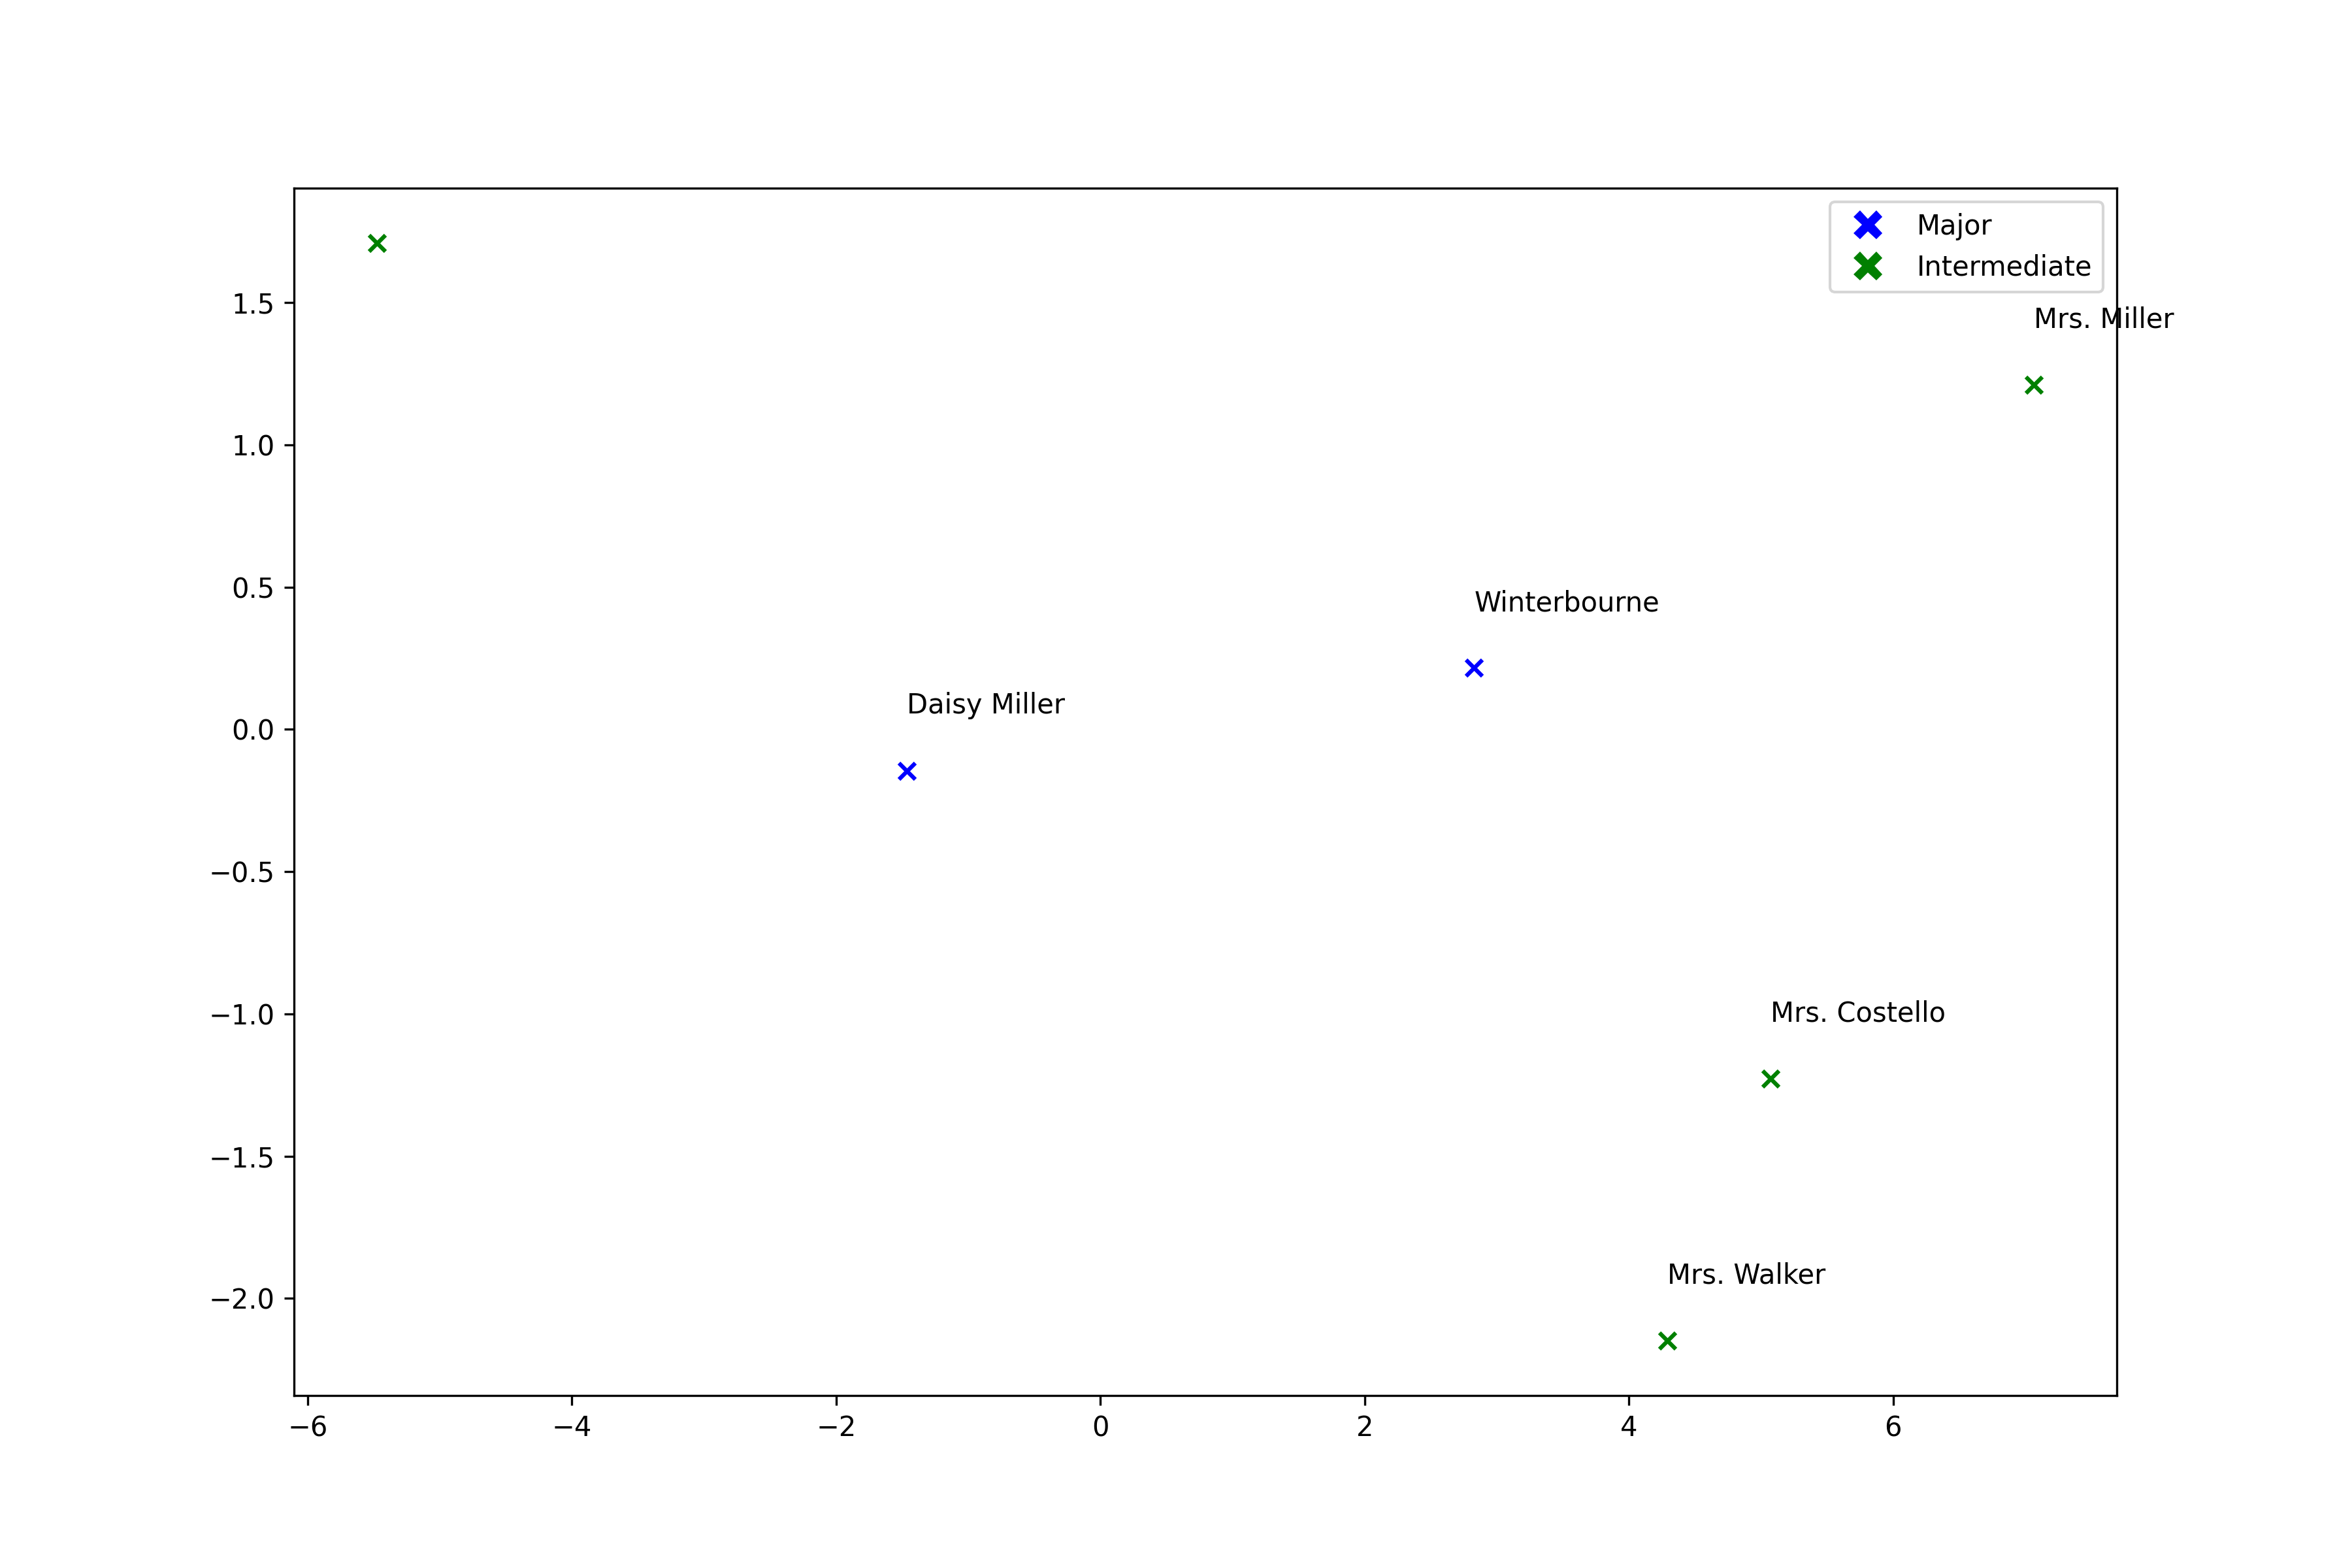 Major
Intermediate
Mrs. Miller
Winterbourne
Daisy Miller
Mrs. Costello
Mrs. Walker
1.5
1.0
0.5
0.0
−0.5
−1.0
−1.5
−2.0
−6 −4 −2 0 2 4 6